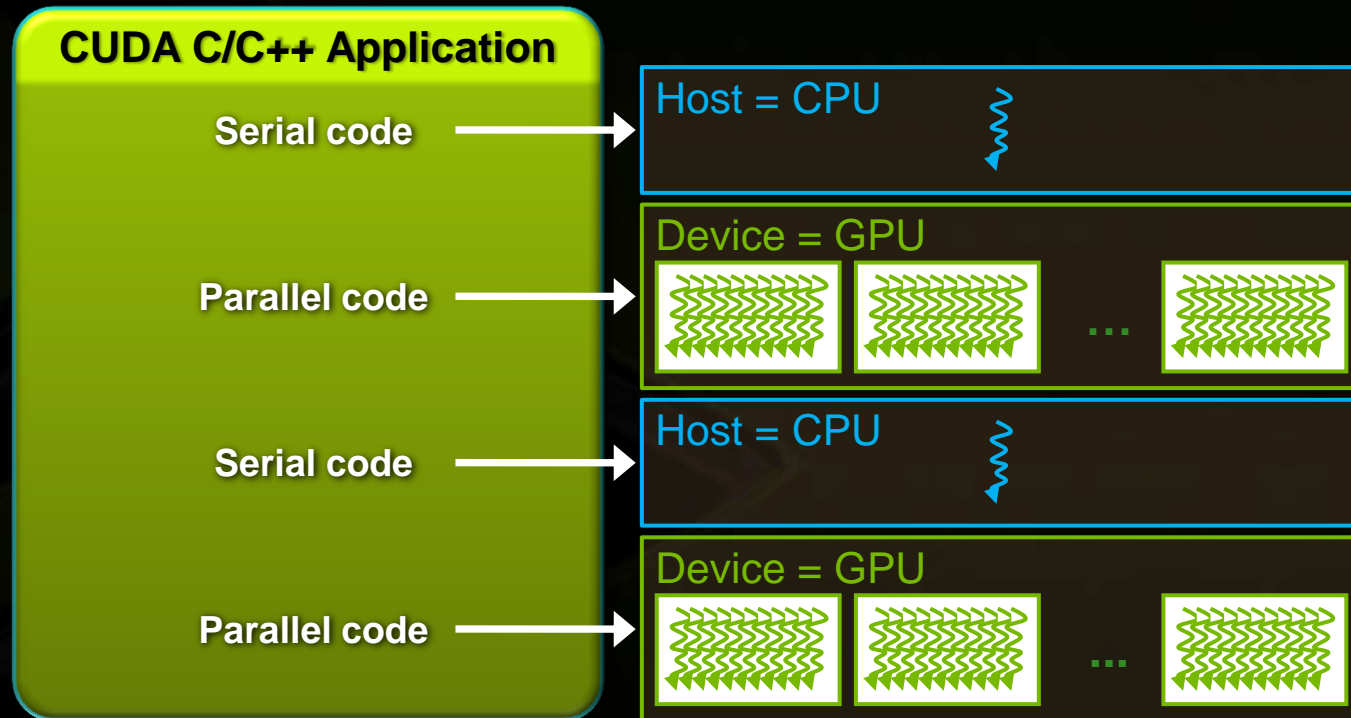 CUDA C/C++ Application
Serial code
Host = CPU
Parallel code
Device = GPU
...
Serial code
Host = CPU
Parallel code
Device = GPU
...